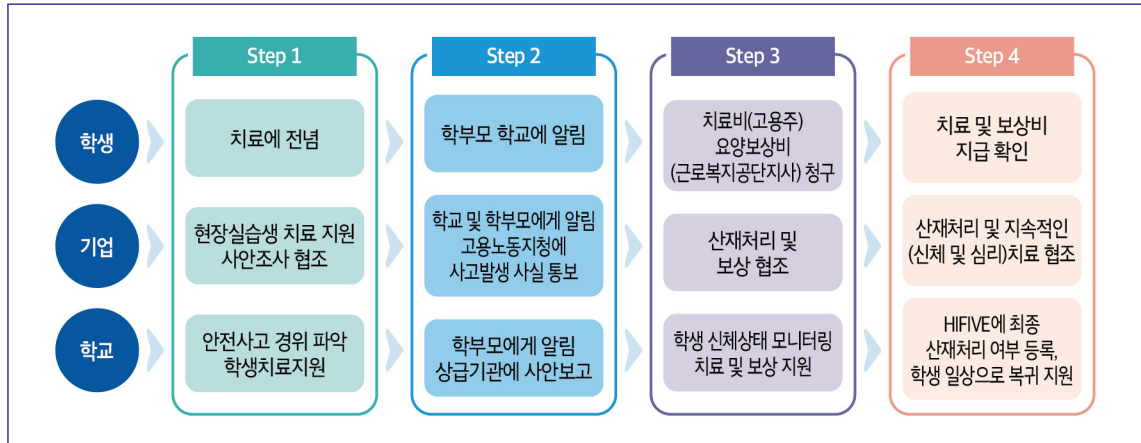 Step 1
Step 2
Step 3
Step 4
학생
치료에 전념
학부모 학교에 알림
치료비(고용주)
요양보상비
(근로복지공단지사) 청구
치료 및 보상비
지급 확인
기업
현장실습생 치료 지원
사안조사 협조
학교 및 학부모에게 알림
고용노동지청에
사고발생 사실 통보
산재처리 및
보상 협조
산재처리 및 지속적인
(신체 및 심리)치료 협조
학교
안전사고 경위 파악
학생치료지원
학부모에게 알림
상급기관에 사안보고
학생 신체상태 모니터링
치료 및 보상 지원
HIFIVE에 최종
산재처리 여부 등록,
학생 일상으로 복귀 지원